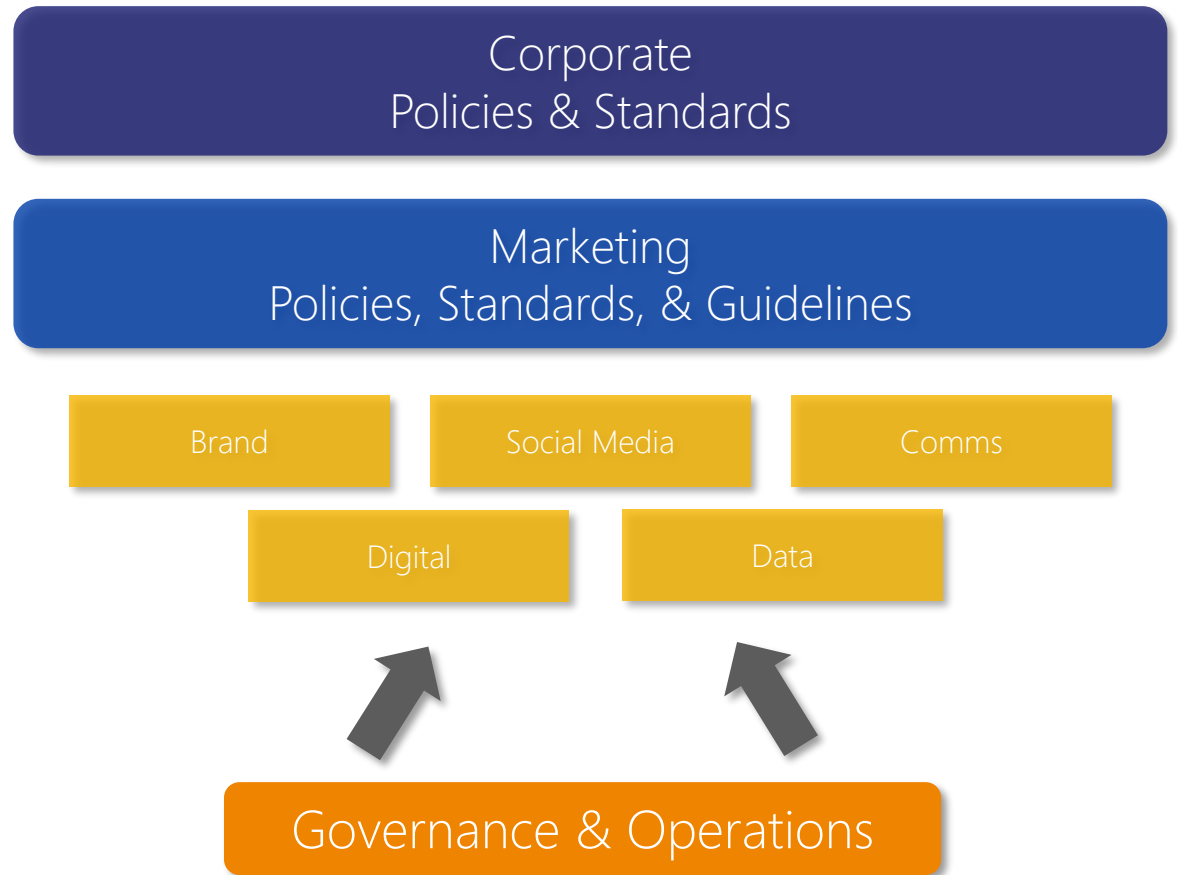 Corporate
Policies & Standards
Marketing
Policies, Standards, & Guidelines
Brand
Social Media
Comms
Digital
Data
Governance & Operations